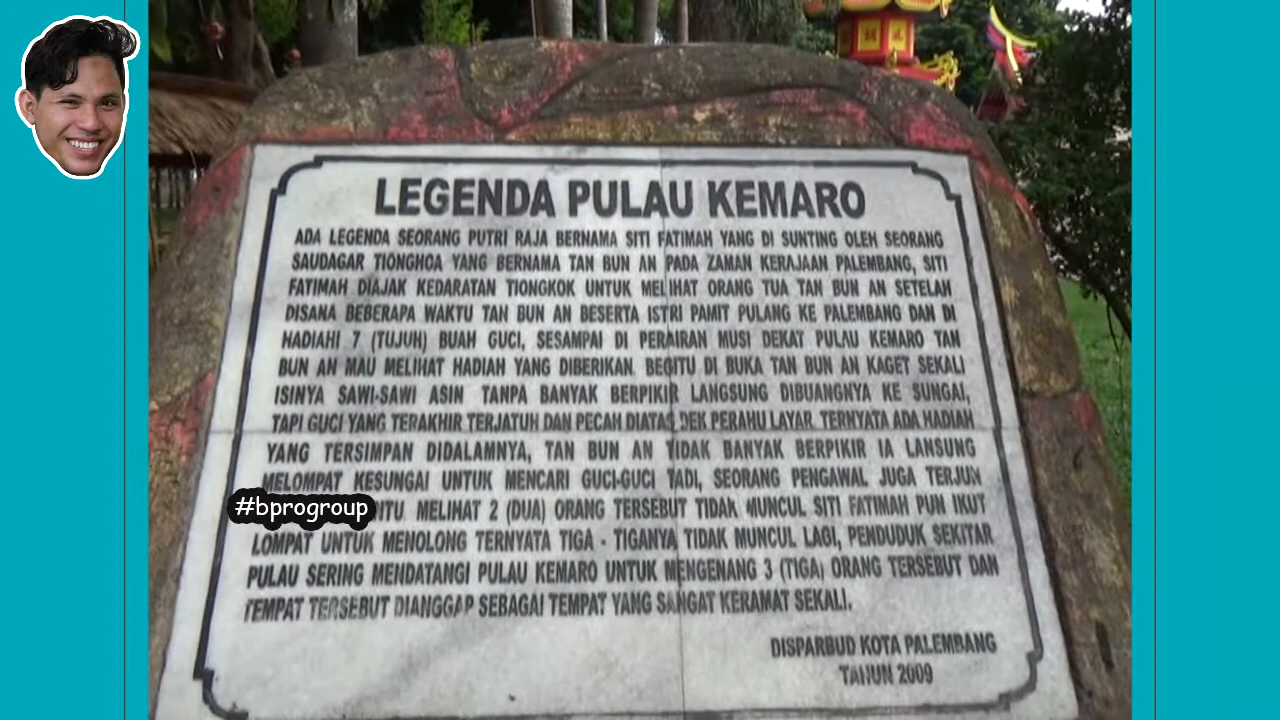 LEGENDA PULAU KEMARO
ADA LEGENDA SEORANG PUTRI RAJA BERNAMA SITI FATIMAH YANG DI SUNTING OLEH SEORANG
SAUDAGAR TIONGHOA YANG BERNAMA TAN BUN AN PADA ZAMAN KERAJAAN PALEMBANG, SITI
FATIMAH DIAJAK KEDARATAN TIONGKOK UNTUK MELIHAT ORANG TUA TAN BUN AN SETELAH
DISANA BEBERAPA WAKTU TAN BUN AN BESERTA ISTRI PAMIT PULANG KE PALEMBANG DAN DI
HADIAHI 7 (TUJUH) BUAH GUCI, SESAMPAI DI PERAIRAN MUSI DEKAT PULAU KEMARO TAN
BUN AN MAU MELIHAT HADIAH YANG DIBERIKAN. BEGITU DI BUKA TAN BUN AN KAGET SEKALI
ISINYA SAWI-SAWI ASIN TANPA BANYAK BERPIKIR LANGSUNG DIBUANGNYA KE SUNGAI,
TAPI GUCI YANG TERAKHIR TERJATUH DAN PECAH DIATAS DEK PERAHU LAYAR TERNYATA ADA HADIAH
YANG TERSIMPAN DIDALAMNYA, TAN BUN AN TIDAK BANYAK BERPIKIR IA LANSUNG
MELOMPAT KESUNGAI UNTUK MENCARI GUCI-GUCI TADI, SEORANG PENGAWAL JUGA TERJUN
#bprogroup
MELIHAT 2 (DUA) ORANG TERSEBUT TIDAK MUNCUL SITI FATIMAH PUN IKUT
LOMPAT UNTUK MENOLONG TERNYATA TIGA - TIGANYA TIDAK MUNCUL LAGI, PENDUDUK SEKITAR
PULAU SERING MENDATANGI PULAU KEMARO UNTUK MENGENANG 3 (TIGA) ORANG TERSEBUT DAN
TEMPAT TERSEBUT DIANGGAP SEBAGAI TEMPAT YANG SANGAT KERAMAT SEKALI.
DISPARBUD KOTA PALEMBANG
TAHUN 2009